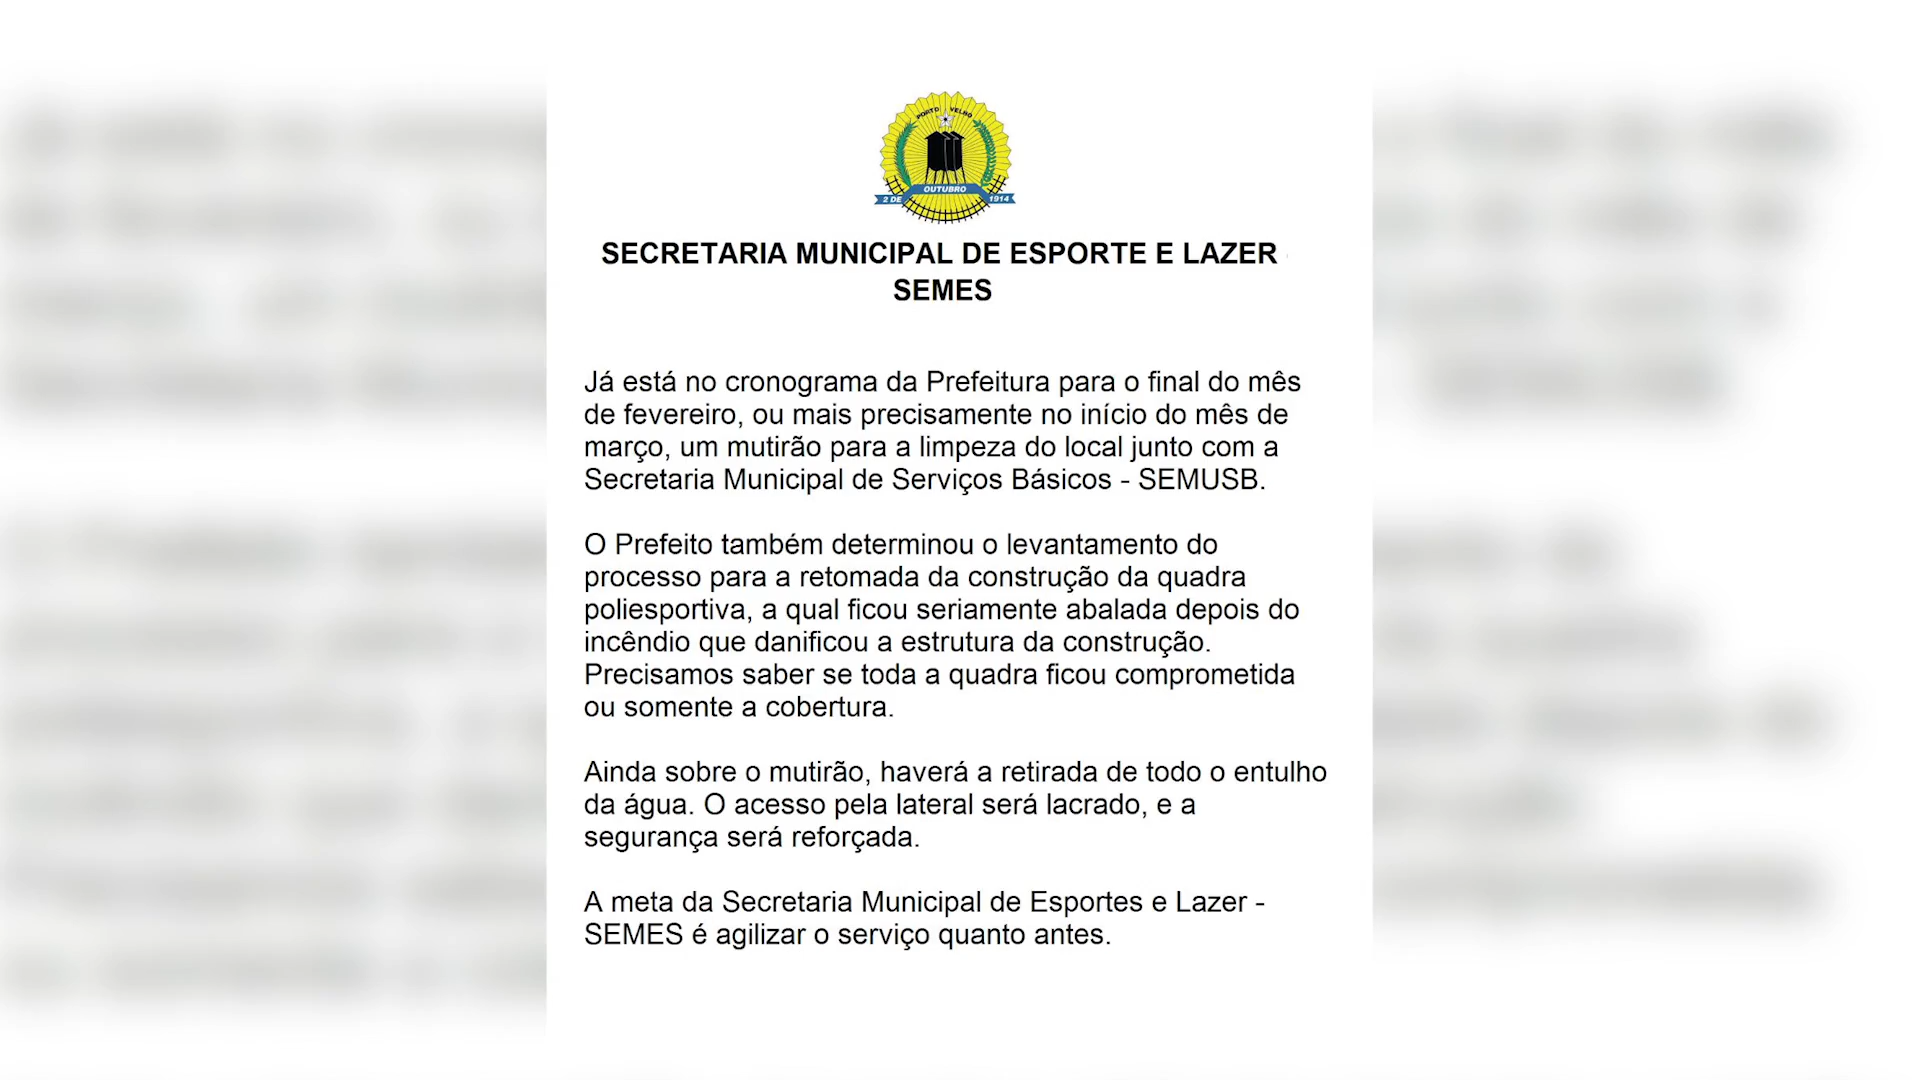 PORTO VELHO
OUTUBRO
2 DE 1914
SECRETARIA MUNICIPAL DE ESPORTE E LAZER
SEMES
Já está no cronograma da Prefeitura para o final do mês
de fevereiro, ou mais precisamente no início do mês de
março, um mutirão para a limpeza do local junto com a
Secretaria Municipal de Serviços Básicos - SEMUSB.
O Prefeito também determinou o levantamento do
processo para a retomada da construção da quadra
poliesportiva, a qual ficou seriamente abalada depois do
incêndio que danificou a estrutura da construção.
Precisamos saber se toda a quadra ficou comprometida
ou somente a cobertura.
Ainda sobre o mutirão, haverá a retirada de todo o entulho
da água. O acesso pela lateral será lacrado, e a
segurança será reforçada.
A meta da Secretaria Municipal de Esportes e Lazer -
SEMES é agilizar o serviço quanto antes.